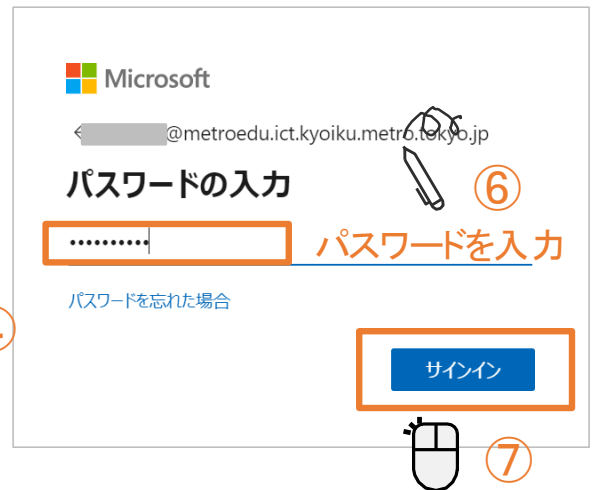 Microsoft
@metroedu.ict.kyoiku.metro.tokyo.jp
パスワードの入力
⑥
••••••••••
パスワードを入力
パスワードを忘れた場合
サインイン
⑦